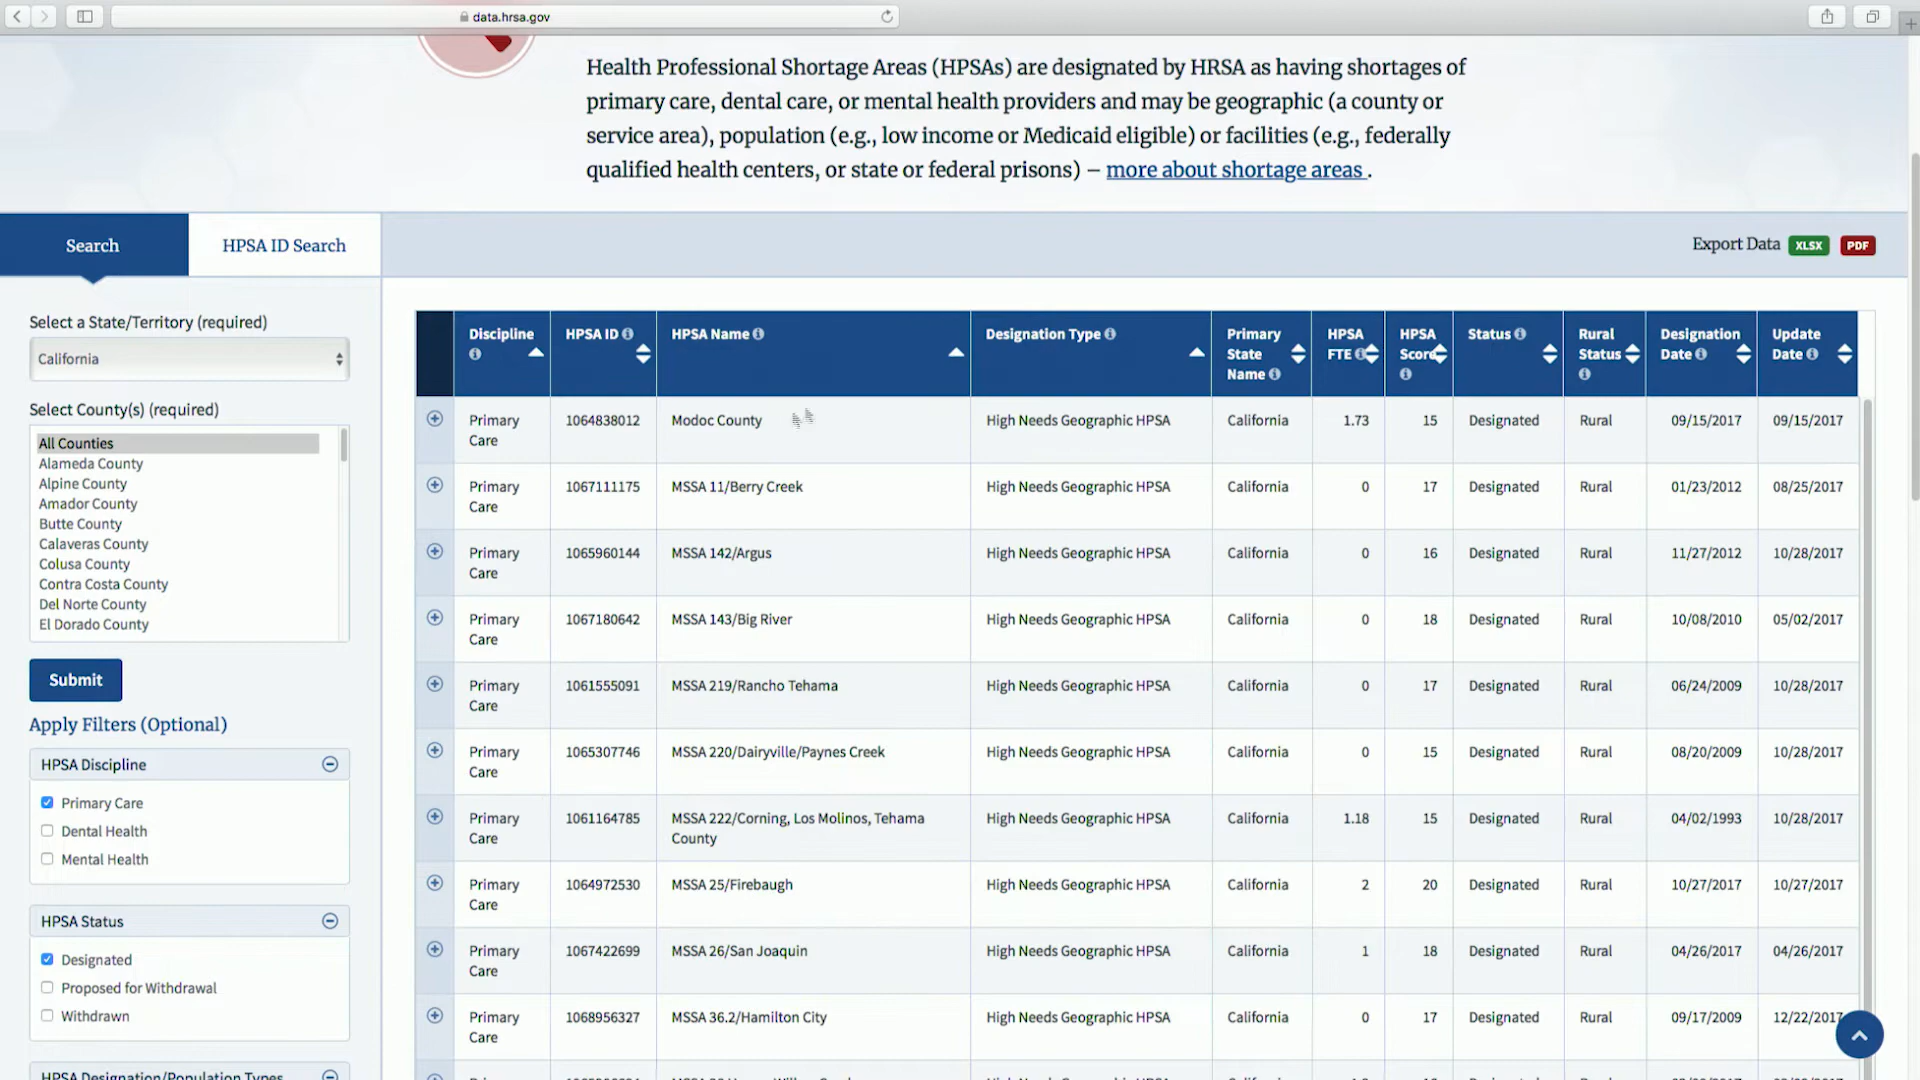 data.hrsa.gov
Health Professional Shortage Areas (HPSAs) are designated by HRSA as having shortages of
primary care, dental care, or mental health providers and may be geographic (a county or
service area), population (e.g., low income or Medicaid eligible) or facilities (e.g., federally
qualified health centers, or state or federal prisons) – more about shortage areas .
Search
HPSA ID Search
Export Data XLSX PDF
Select a State/Territory (required)
California
Select County(s) (required)
All Counties
Alameda County
Alpine County
Amador County
Butte County
Calaveras County
Colusa County
Contra Costa County
Del Norte County
El Dorado County
Submit
Apply Filters (Optional)
HPSA Discipline
Primary Care
Dental Health
Mental Health
HPSA Status
Designated
Proposed for Withdrawal
Withdrawn
HPSA Designation/Population Types
Discipline HPSA ID HPSA Name Designation Type Primary State Name HPSA FTE HPSA Score Status Rural Status Designation Date Update Date
Primary Care 1064838012 Modoc County High Needs Geographic HPSA California 1.73 15 Designated Rural 09/15/2017 09/15/2017
Primary Care 1067111175 MSSA 11/Berry Creek High Needs Geographic HPSA California 0 17 Designated Rural 01/23/2012 08/25/2017
Primary Care 1065960144 MSSA 142/Argus High Needs Geographic HPSA California 0 16 Designated Rural 11/27/2012 10/28/2017
Primary Care 1067180642 MSSA 143/Big River High Needs Geographic HPSA California 0 18 Designated Rural 10/08/2010 05/02/2017
Primary Care 1061555091 MSSA 219/Rancho Tehama High Needs Geographic HPSA California 0 17 Designated Rural 06/24/2009 10/28/2017
Primary Care 1065307746 MSSA 220/Dairyville/Paynes Creek High Needs Geographic HPSA California 0 15 Designated Rural 08/20/2009 10/28/2017
Primary Care 1061164785 MSSA 222/Corning, Los Molinos, Tehama County High Needs Geographic HPSA California 1.18 15 Designated Rural 04/02/1993 10/28/2017
Primary Care 1064972530 MSSA 25/Firebaugh High Needs Geographic HPSA California 2 20 Designated Rural 10/27/2017 10/27/2017
Primary Care 1067422699 MSSA 26/San Joaquin High Needs Geographic HPSA California 1 18 Designated Rural 04/26/2017 04/26/2017
Primary Care 1068956327 MSSA 36.2/Hamilton City High Needs Geographic HPSA California 0 17 Designated Rural 09/17/2009 12/22/2017